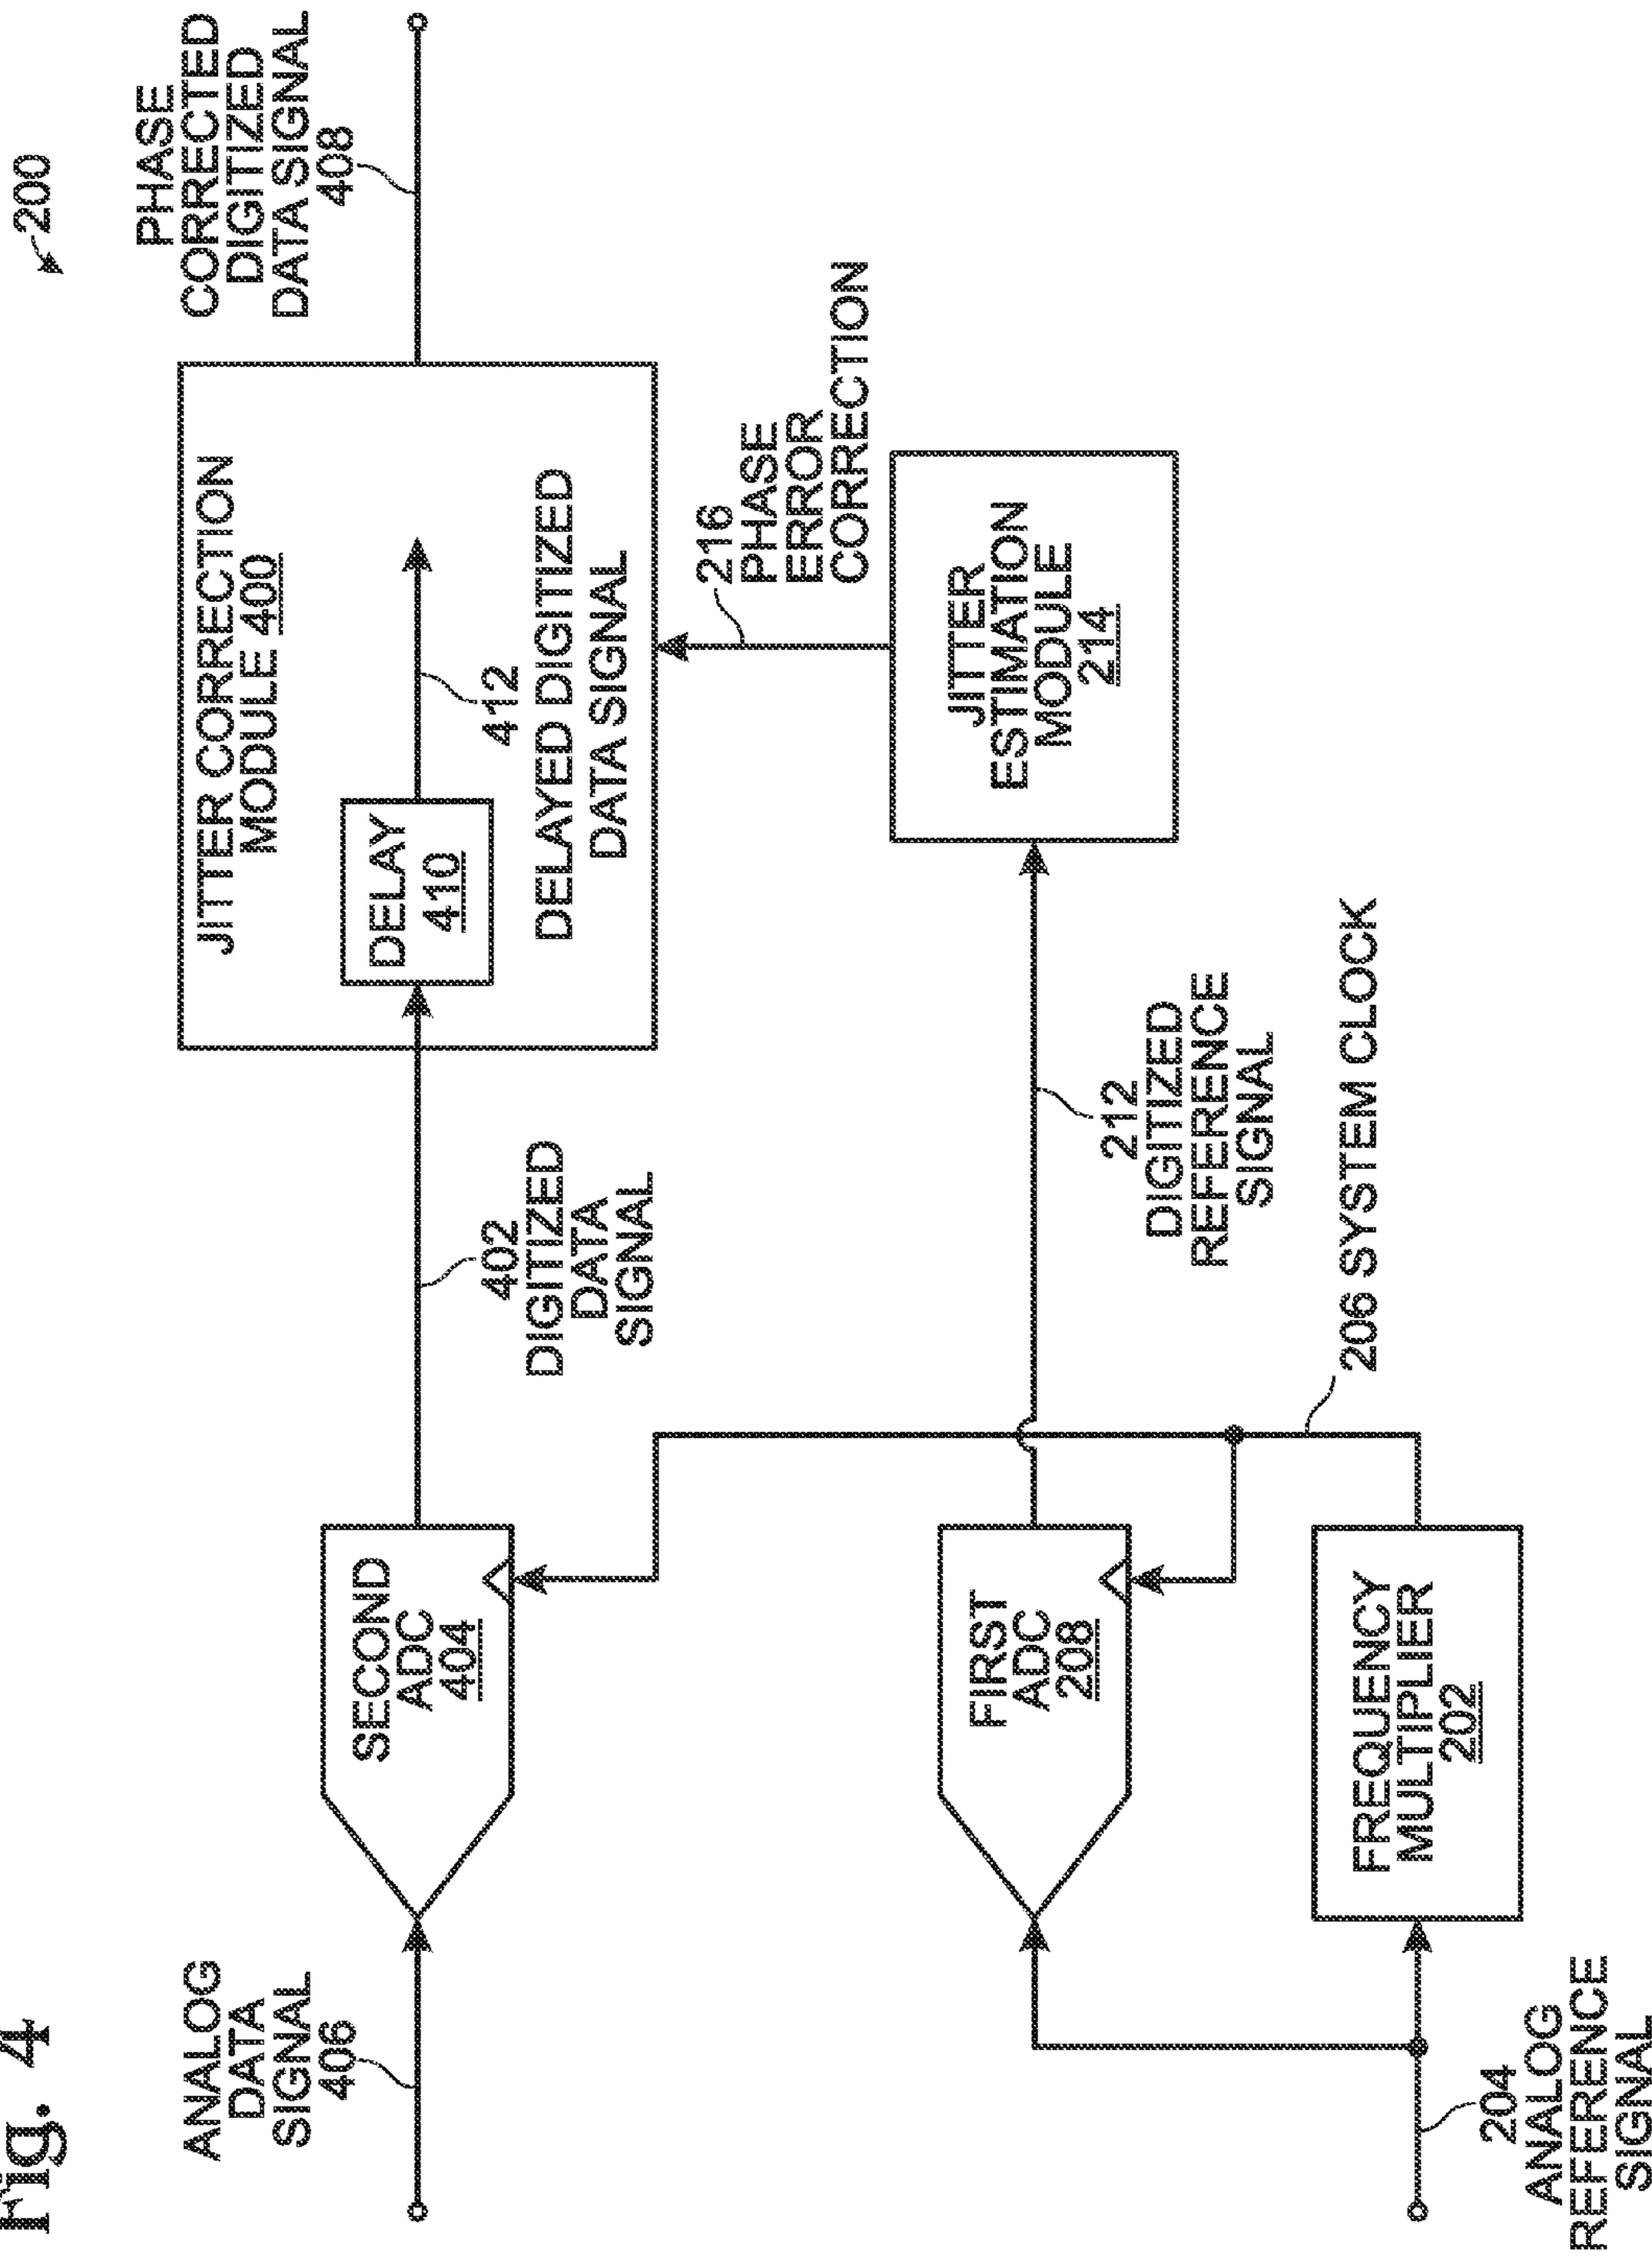 Fig. 4
200
ANALOG
DATA
SIGNAL
406
SECOND
ADC
404
402
DIGITIZED
DATA
SIGNAL
JITTER CORRECTION
MODULE 400
DELAY
410
412
DELAYED DIGITIZED
DATA SIGNAL
PHASE
CORRECTED
DIGITIZED
DATA SIGNAL
408
216
PHASE
ERROR
CORRECTION
FIRST
ADC
208
212
DIGITIZED
REFERENCE
SIGNAL
JITTER
ESTIMATION
MODULE
214
206 SYSTEM CLOCK
FREQUENCY
MULTIPLIER
202
204
ANALOG
REFERENCE
SIGNAL